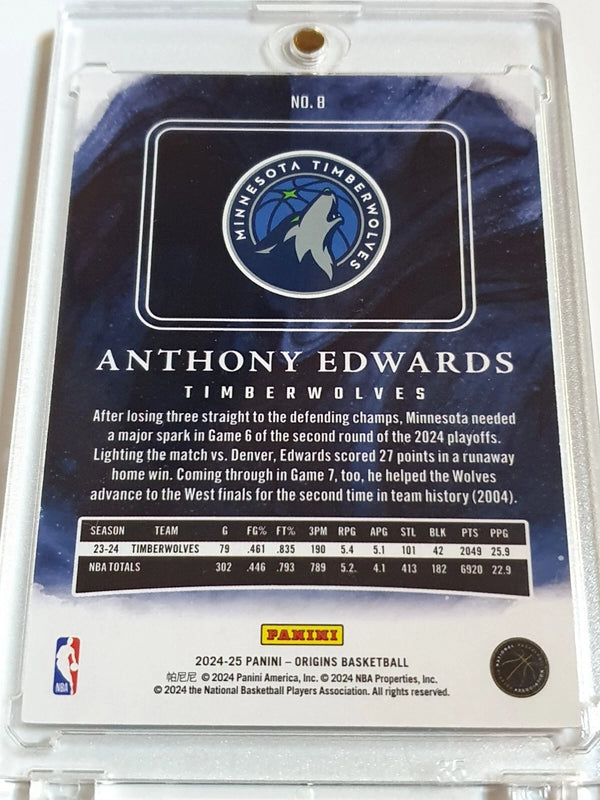 NO. 8
MINNESOTA TIMBERWOLVES
ANTHONY EDWARDS
TIMBERWOLVES
After losing three straight to the defending champs, Minnesota needed
a major spark in Game 6 of the second round of the 2024 playoffs.
Lighting the match vs. Denver, Edwards scored 27 points in a runaway
home win. Coming through in Game 7, too, he helped the Wolves
advance to the West finals for the second time in team history (2004).
SEASON TEAM G FG% FT% 3PM RPG APG STL BLK PTS PPG
23-24 TIMBERWOLVES 79 .461 .835 190 5.4 5.1 101 42 2049 25.9
NBA TOTALS 302 .446 .793 789 5.2. 4.1 413 182 6920 22.9
PANINI
2024-25 PANINI – ORIGINS BASKETBALL
帕尼尼 © 2024 Panini America, Inc. © 2024 NBA Properties, Inc.
© 2024 the National Basketball Players Association. All rights reserved.
NBA